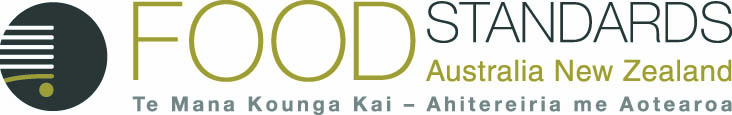 FOOD STANDARDS
Australia New Zealand
Te Mana Kounga Kai – Ahitereiria me Aotearoa